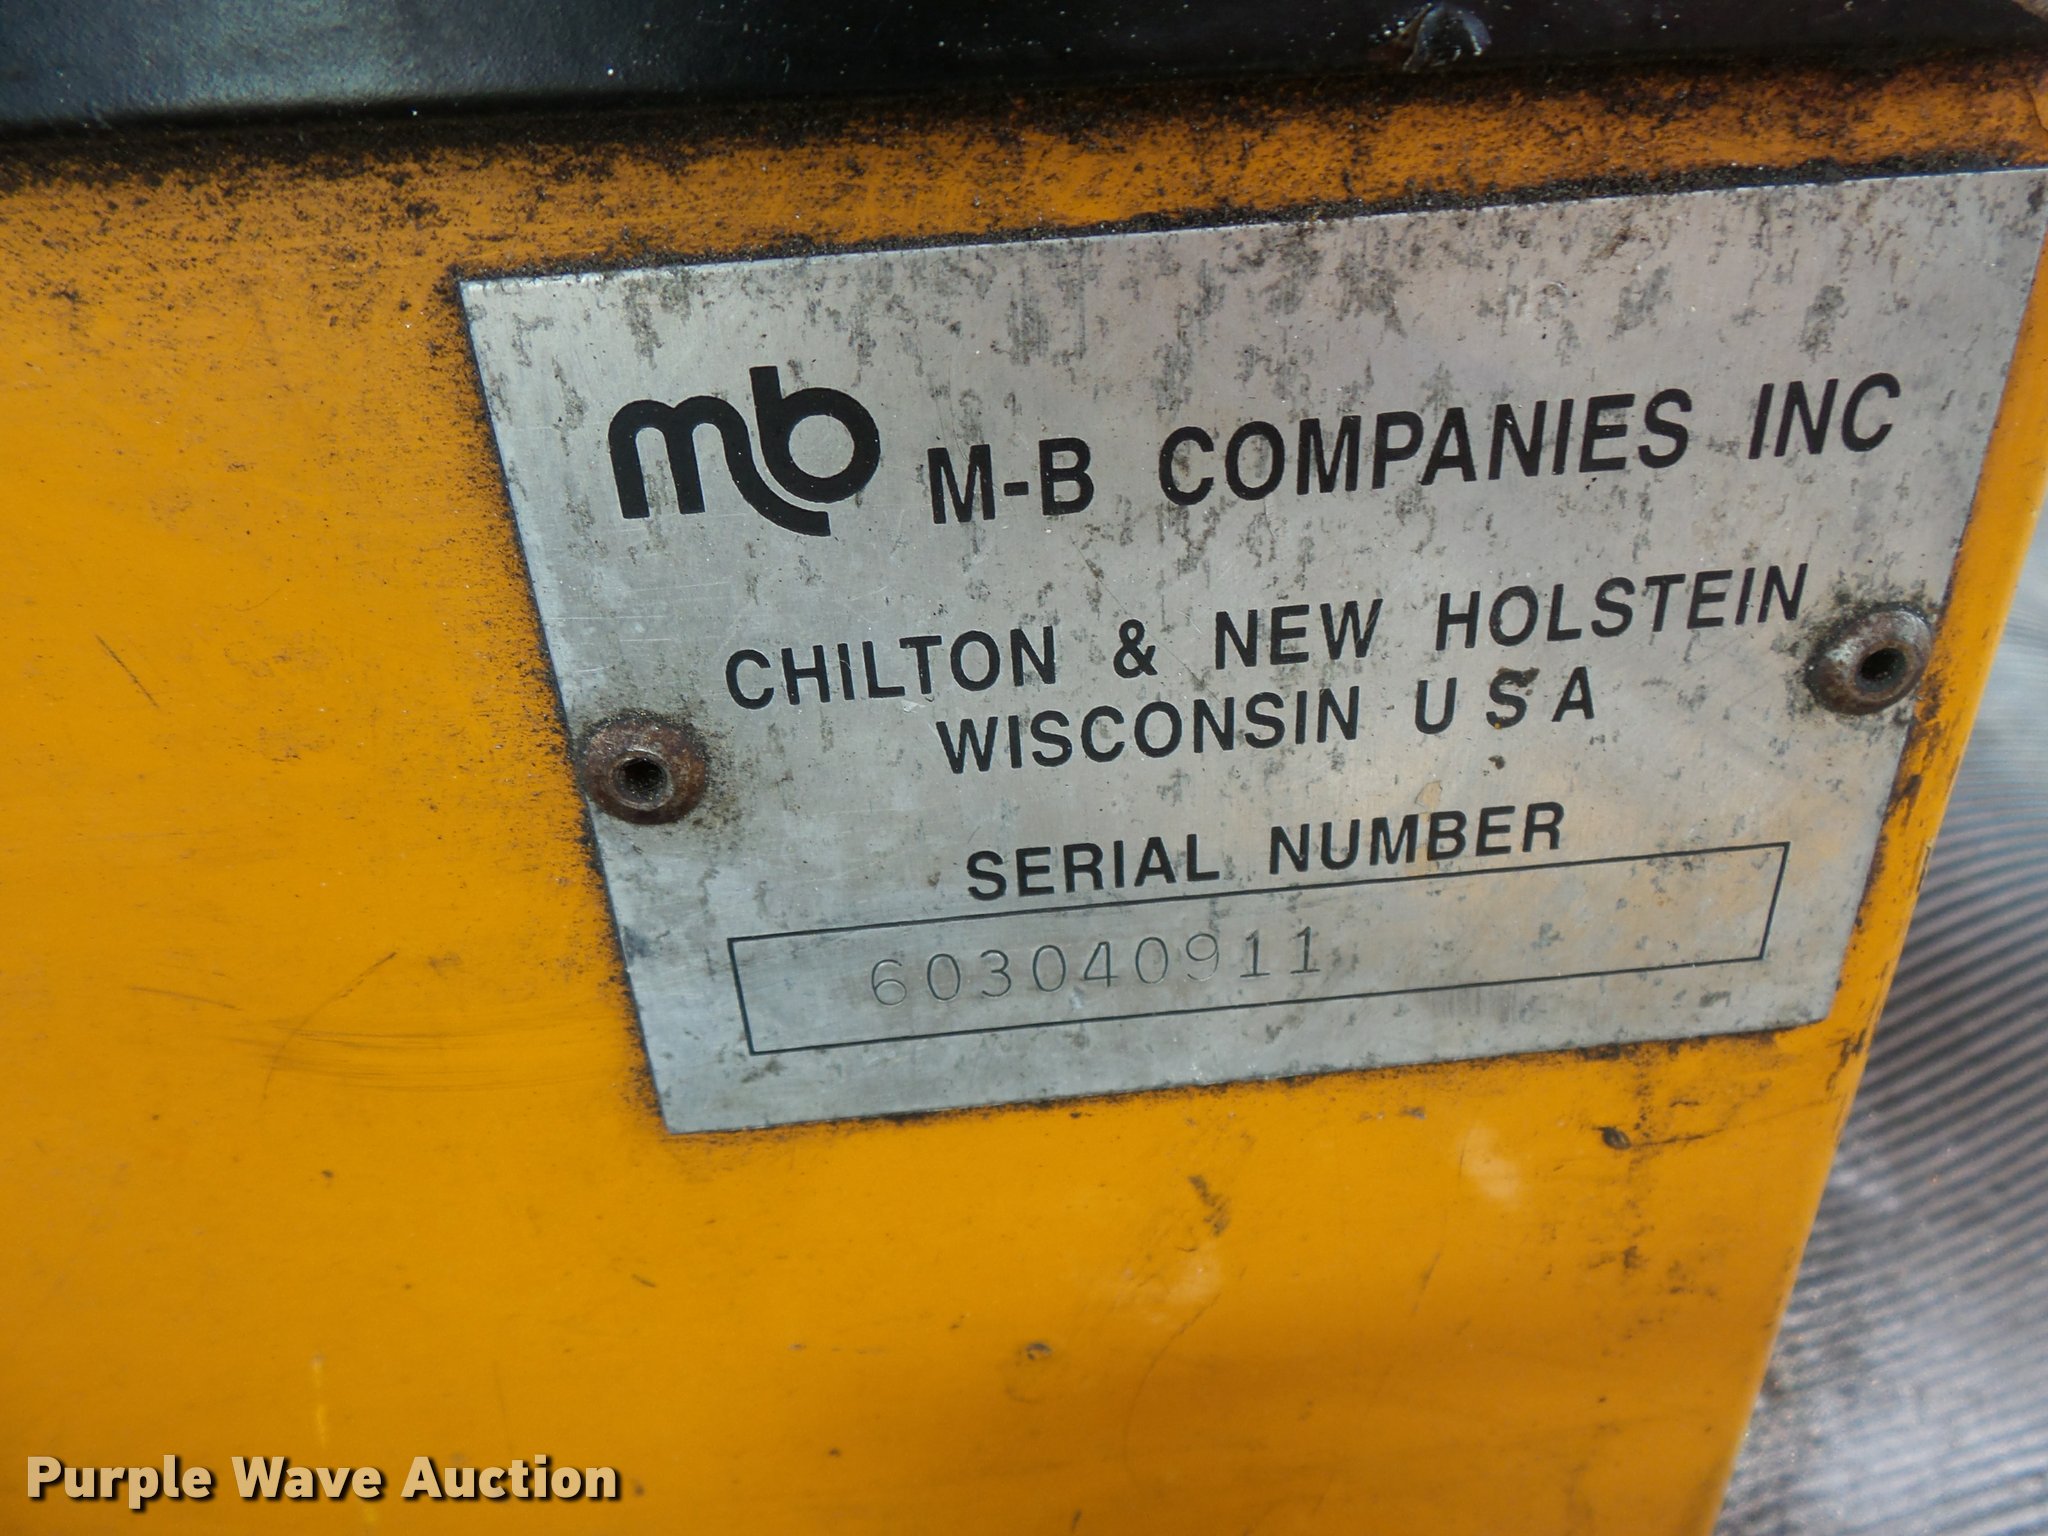 mb M-B COMPANIES INC
CHILTON & NEW HOLSTEIN
WISCONSIN U S A
SERIAL NUMBER
603040911
Purple Wave Auction